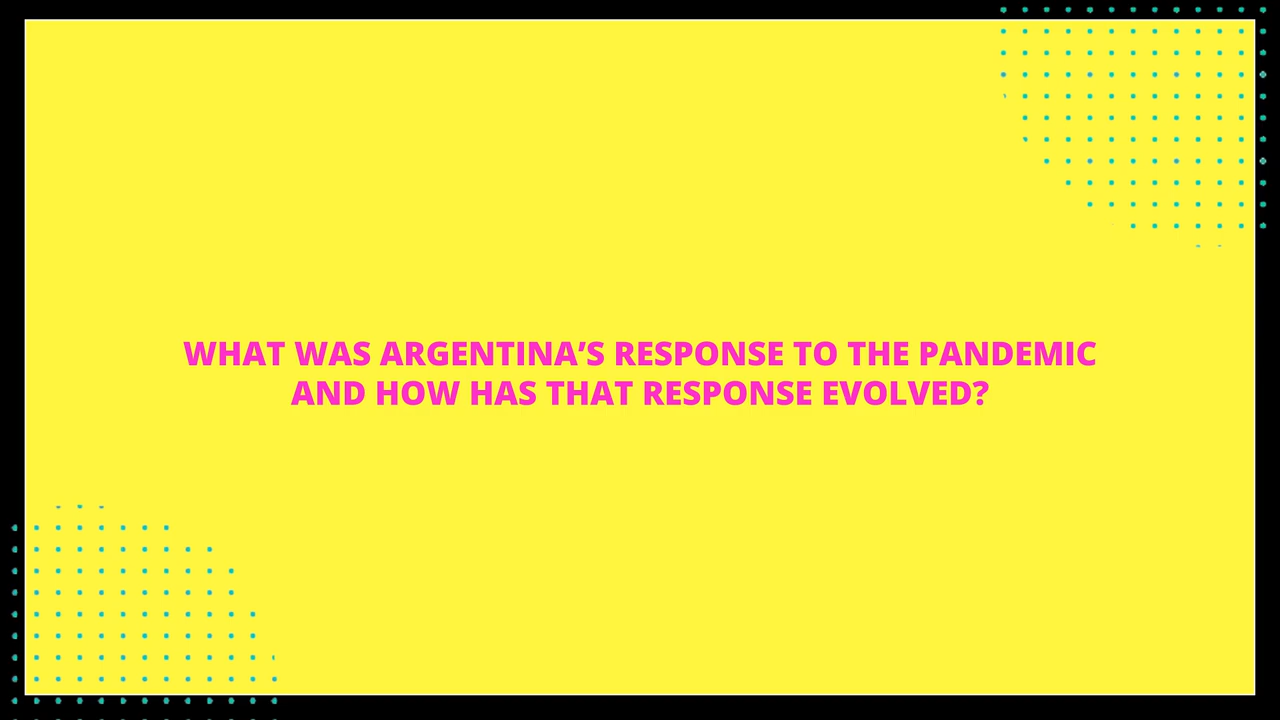 WHAT WAS ARGENTINA’S RESPONSE TO THE PANDEMIC
AND HOW HAS THAT RESPONSE EVOLVED?